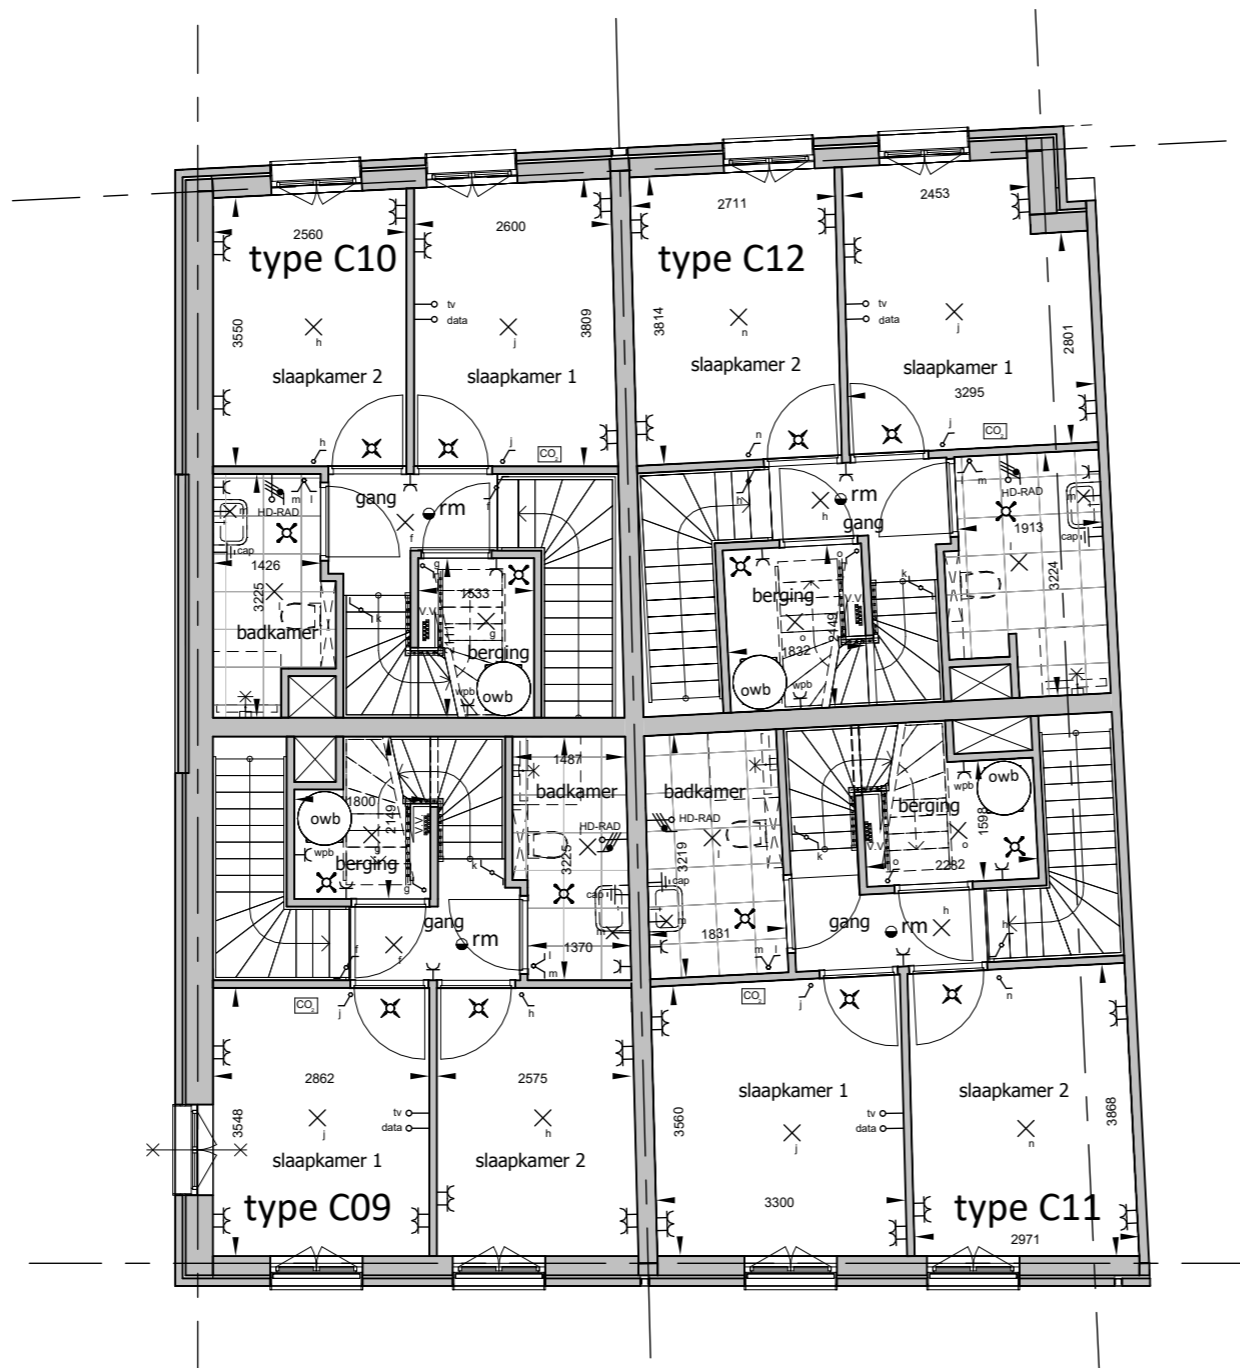 2560
2600
2711
2453
type C10
type C12
3550
3809
3814
2801
tv
data
tv
data
h
j
n
j
slaapkamer 2
slaapkamer 1
slaapkamer 2
slaapkamer 1
3295
h
j
CO2
n
j
CO2
gang
rm
rm
gang
m
l
f
h
m
l
HD-RAD
HD-RAD
m
m
f
h
cap
cap
1426
1913
3225
3224
g
o
1533
berging
k
k
V.V
V.V
2149
badkamer
g
berging
o
1832
wpb
wpb
owb
owb
1487
badkamer
badkamer
owb
wpb
berging
1800
owb
2149
V.V
HD-RAD
HD-RAD
1598
wpb
g
3225
3219
k
k
V.V
o
berging
2282
o
g
cap
cap
gang
rm
gang
rm
h
m
m
1370
1831
f
f
l
m
m
l
h
CO2
j
h
CO2
j
n
2862
2575
slaapkamer 1
slaapkamer 2
3548
tv
data
3560
tv
data
3868
j
h
j
n
slaapkamer 1
slaapkamer 2
type C09
3300
type C11
2971